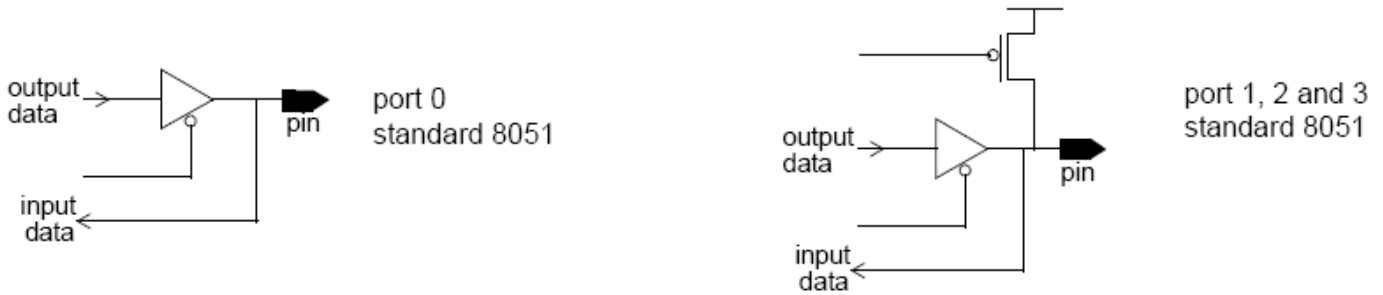 output
data
pin
port 0
standard 8051
input
data
output
data
pin
port 1, 2 and 3
standard 8051
input
data